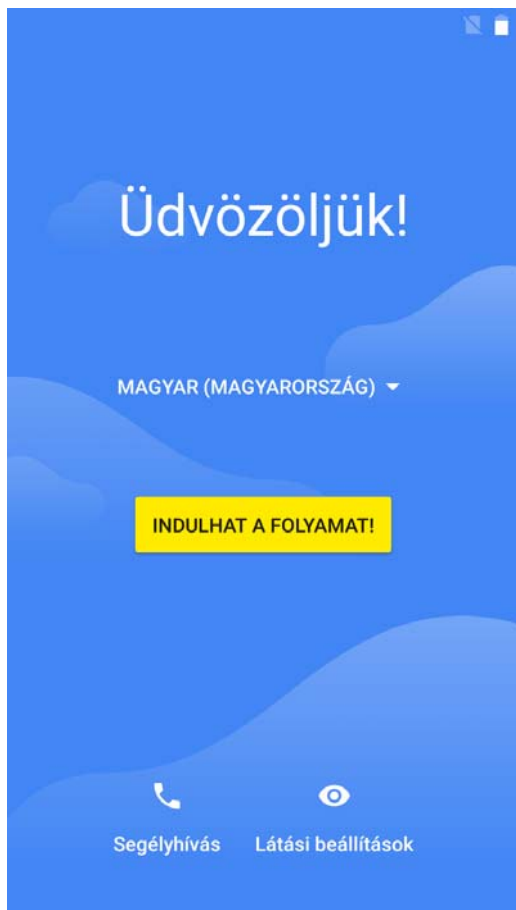 Üdvözöljük!
MAGYAR (MAGYARORSZÁG)
INDULHAT A FOLYAMAT!
Segélyhívás
Látási beállítások